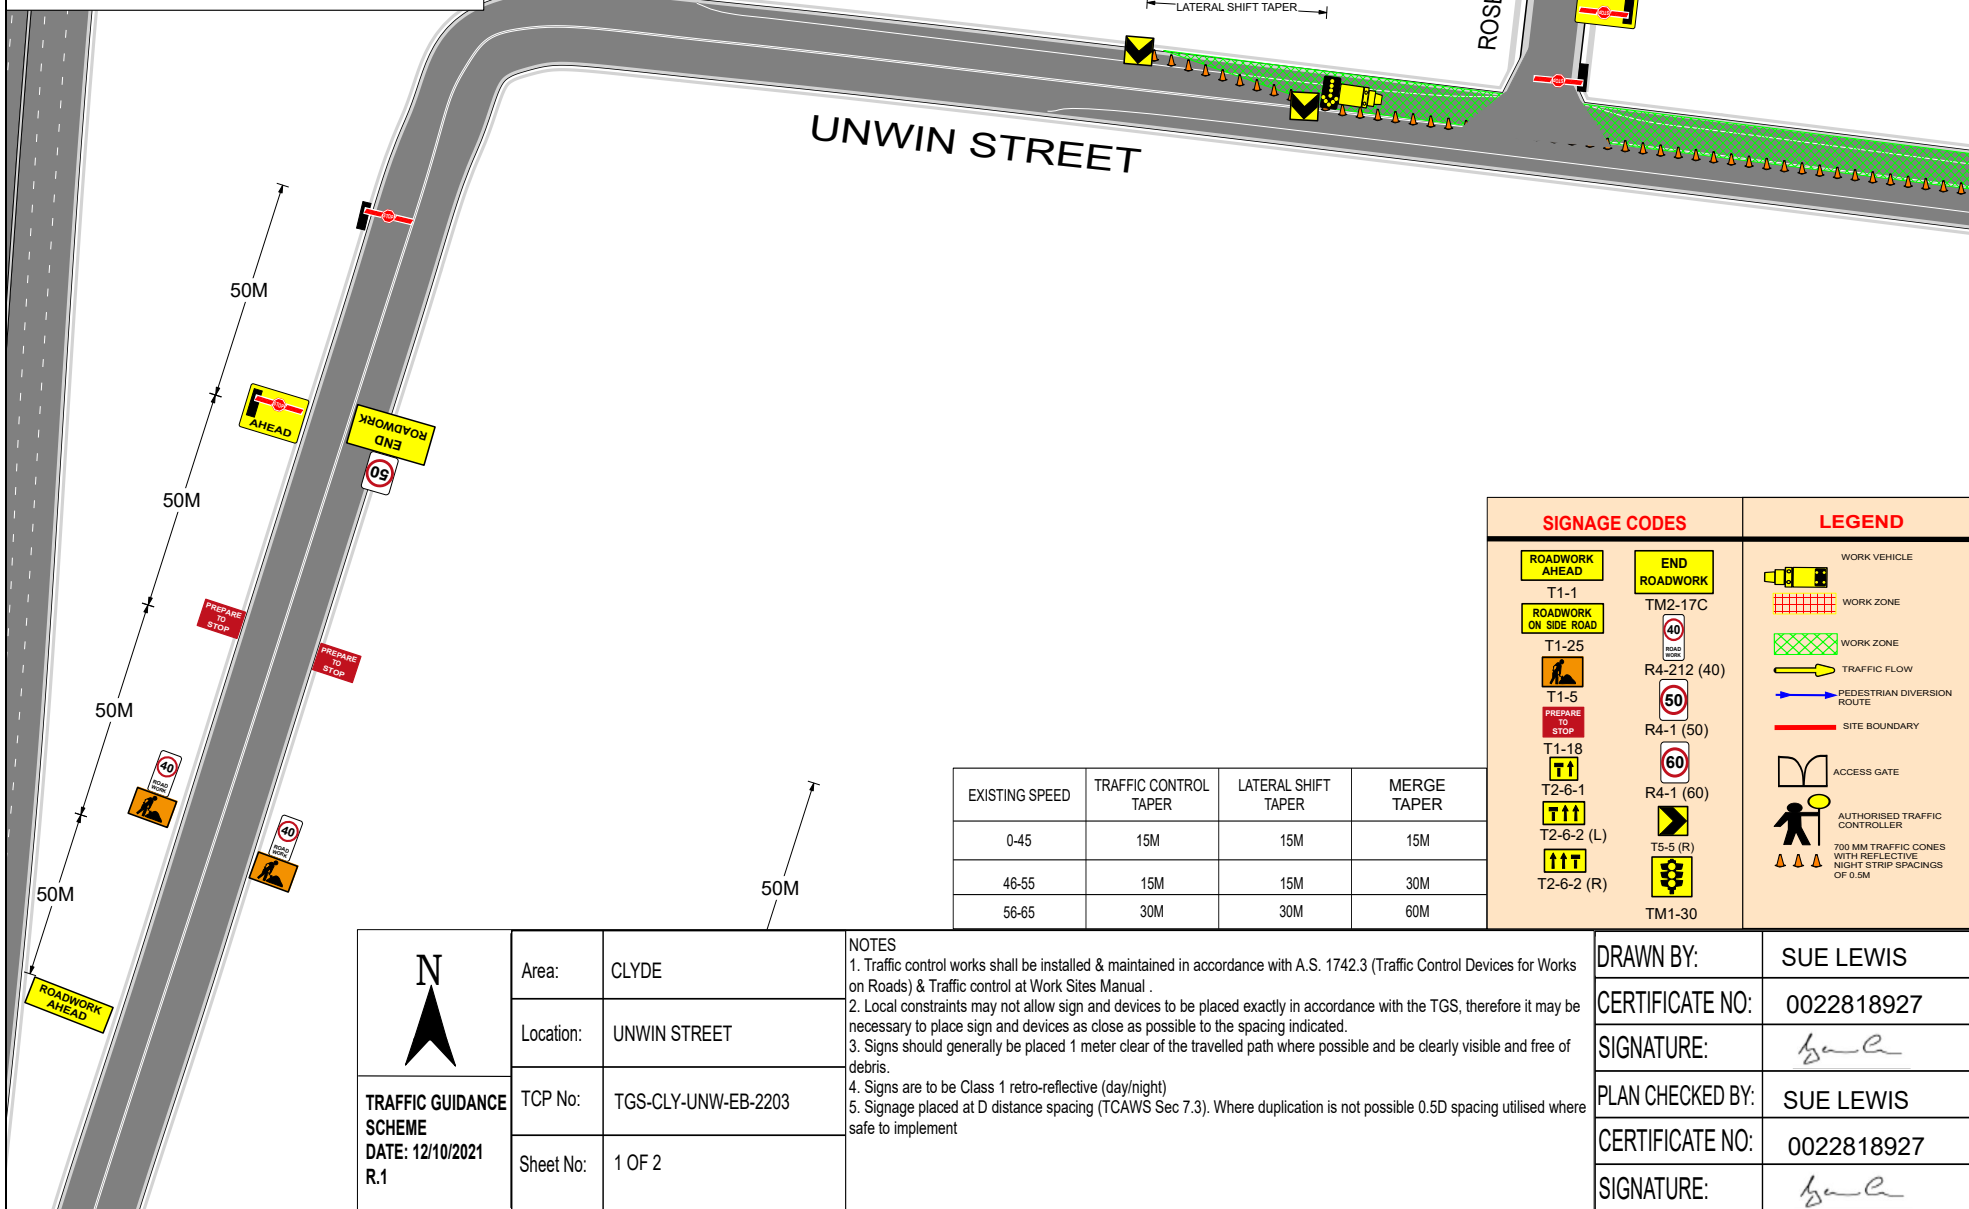 LATERAL SHIFT TAPER
UNWIN STREET
50M
AHEAD
END
ROADWORK
50
50M
PREPARE
TO
STOP
PREPARE
TO
STOP
50M
40
ROAD
WORK
40
ROAD
WORK
50M
ROADWORK
AHEAD
50M
EXISTING SPEED
TRAFFIC CONTROL
TAPER
LATERAL SHIFT
TAPER
MERGE
TAPER
0-45 15M 15M 15M
46-55 15M 15M 30M
56-65 30M 30M 60M
SIGNAGE CODES
ROADWORK
AHEAD
T1-1
ROADWORK
ON SIDE ROAD
T1-25
T1-5
PREPARE
TO
STOP
T1-18
T2-6-1
T2-6-2 (L)
T2-6-2 (R)
END
ROADWORK
TM2-17C
40
ROAD
WORK
R4-212 (40)
50
R4-1 (50)
60
R4-1 (60)
T5-5 (R)
TM1-30
LEGEND
WORK VEHICLE
WORK ZONE
WORK ZONE
TRAFFIC FLOW
PEDESTRIAN DIVERSION
ROUTE
SITE BOUNDARY
ACCESS GATE
AUTHORISED TRAFFIC
CONTROLLER
700 MM TRAFFIC CONES
WITH REFLECTIVE
NIGHT STRIP SPACINGS
OF 0.5M
N
TRAFFIC GUIDANCE
SCHEME
DATE: 12/10/2021
R.1
Area: CLYDE
Location: UNWIN STREET
TCP No: TGS-CLY-UNW-EB-2203
Sheet No: 1 OF 2
NOTES
1. Traffic control works shall be installed & maintained in accordance with A.S. 1742.3 (Traffic Control Devices for Works
on Roads) & Traffic control at Work Sites Manual .
2. Local constraints may not allow sign and devices to be placed exactly in accordance with the TGS, therefore it may be
necessary to place sign and devices as close as possible to the spacing indicated.
3. Signs should generally be placed 1 meter clear of the travelled path where possible and be clearly visible and free of
debris.
4. Signs are to be Class 1 retro-reflective (day/night)
5. Signage placed at D distance spacing (TCAWS Sec 7.3). Where duplication is not possible 0.5D spacing utilised where
safe to implement
DRAWN BY: SUE LEWIS
CERTIFICATE NO: 0022818927
SIGNATURE:
PLAN CHECKED BY: SUE LEWIS
CERTIFICATE NO: 0022818927
SIGNATURE: